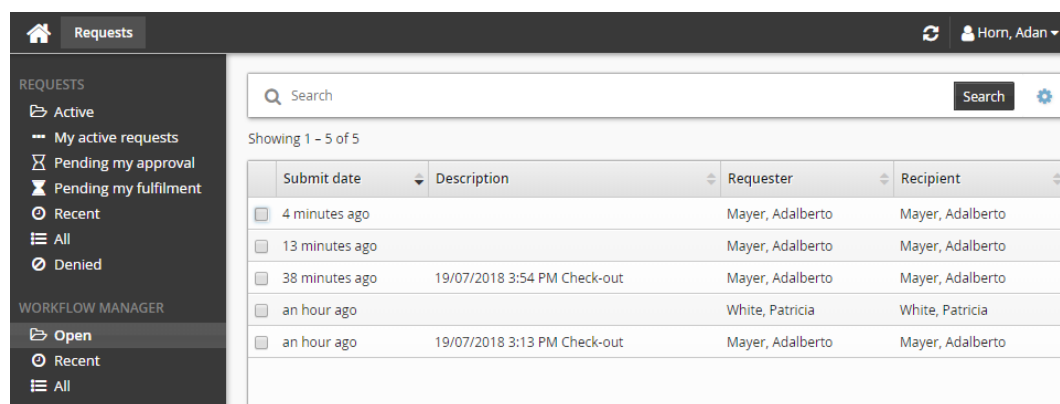 Requests
Horn, Adan
REQUESTS
Active
My active requests
Pending my approval
Pending my fulfilment
Recent
All
Denied
WORKFLOW MANAGER
Open
Recent
All
Search
Search
Showing 1 – 5 of 5
Submit date Description Requester Recipient
4 minutes ago Mayer, Adalberto Mayer, Adalberto
13 minutes ago Mayer, Adalberto Mayer, Adalberto
38 minutes ago 19/07/2018 3:54 PM Check-out Mayer, Adalberto Mayer, Adalberto
an hour ago White, Patricia White, Patricia
an hour ago 19/07/2018 3:13 PM Check-out Mayer, Adalberto Mayer, Adalberto